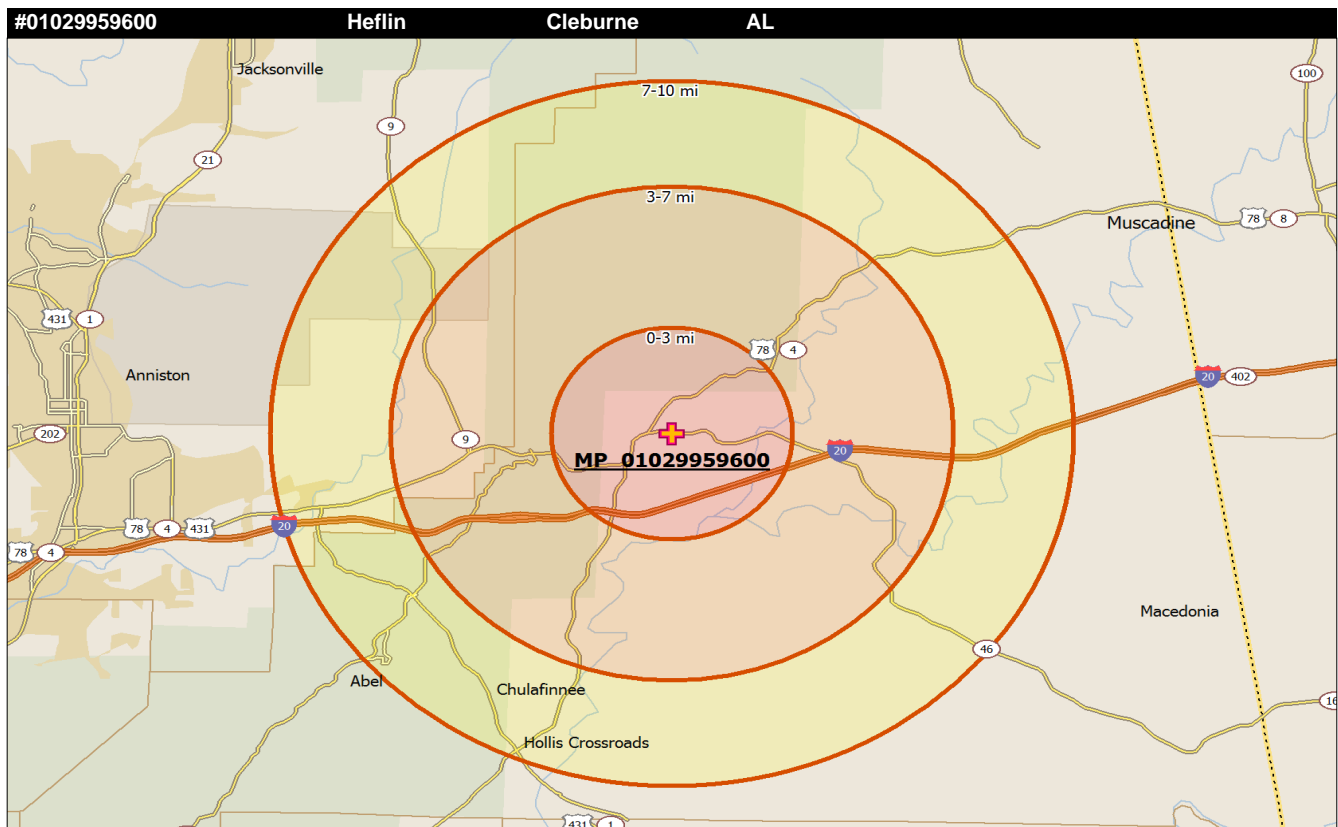 #01029959600 Heflin Cleburne AL
Jacksonville
7-10 mi
100
9
21
3-7 mi
Muscadine
78 8
431 1
0-3 mi
78 4
Anniston
20 402
202
9
MP_01029959600
20
78 4 431
20
78 4
Macedonia
46
Abel
Chulafinnee
Hollis Crossroads
431 1